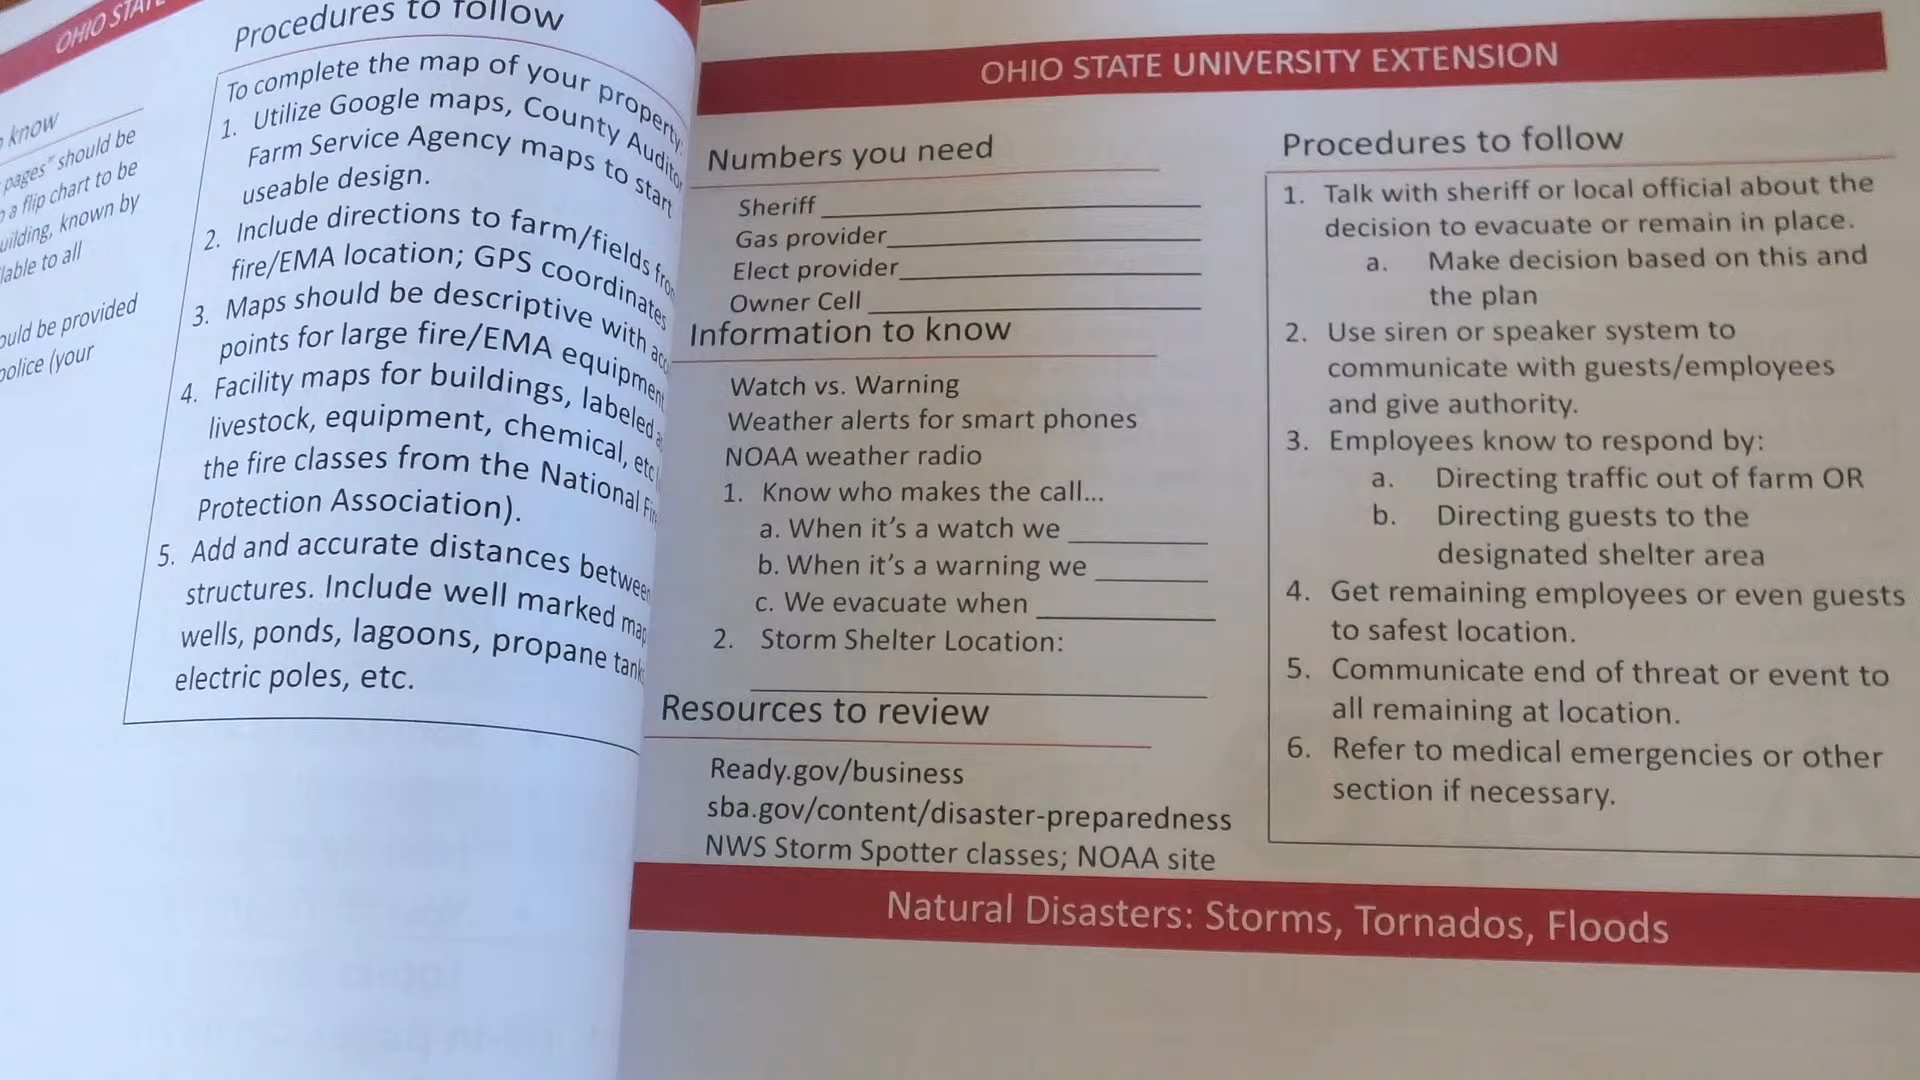 OHIO STATE
know
pages" should be
a flip chart to be
known by
to all
be provided
police (your
Procedures to follow
To complete the map of your property:
1. Utilize Google maps, County Auditor
Farm Service Agency maps to start
useable design.
2. Include directions to farm/fields from
fire/EMA location; GPS coordinates
3. Maps should be descriptive with
points for large fire/EMA equipment
4. Facility maps for buildings, labeled
livestock, equipment, chemical, etc
the fire classes from the National
Protection Association).
5. Add and accurate distances between
structures. Include well marked
wells, ponds, lagoons, propane tanks
electric poles, etc.
OHIO STATE UNIVERSITY EXTENSION
Numbers you need
Sheriff
Gas provider
Elect provider
Owner Cell
Information to know
Watch vs. Warning
Weather alerts for smart phones
NOAA weather radio
1. Know who makes the call...
a. When it's a watch we
b. When it's a warning we
c. We evacuate when
2. Storm Shelter Location:
Resources to review
Ready.gov/business
sba.gov/content/disaster-preparedness
NWS Storm Spotter classes; NOAA site
Procedures to follow
1. Talk with sheriff or local official about the
decision to evacuate or remain in place.
a. Make decision based on this and
the plan
2. Use siren or speaker system to
communicate with guests/employees
and give authority.
3. Employees know to respond by:
a. Directing traffic out of farm OR
b. Directing guests to the
designated shelter area
4. Get remaining employees or even guests
to safest location.
5. Communicate end of threat or event to
all remaining at location.
6. Refer to medical emergencies or other
section if necessary.
Natural Disasters: Storms, Tornados, Floods